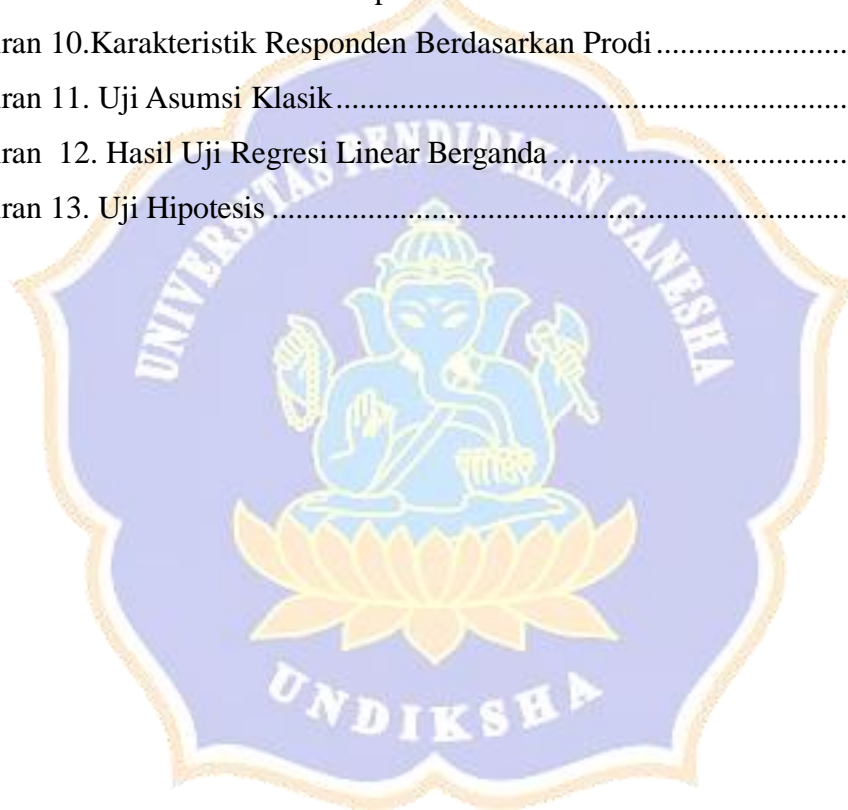 ran 10.Karakteristik Responden Berdasarkan Prodi.......................
ran 11. Uji Asumsi Klasik................................................................
ran  12. Hasil Uji Regresi Linear Berganda.....................................
ran 13. Uji Hipotesis........................................................................
UNIVERSITAS PENDIDIKAN GANESHA
UNDIKSHA